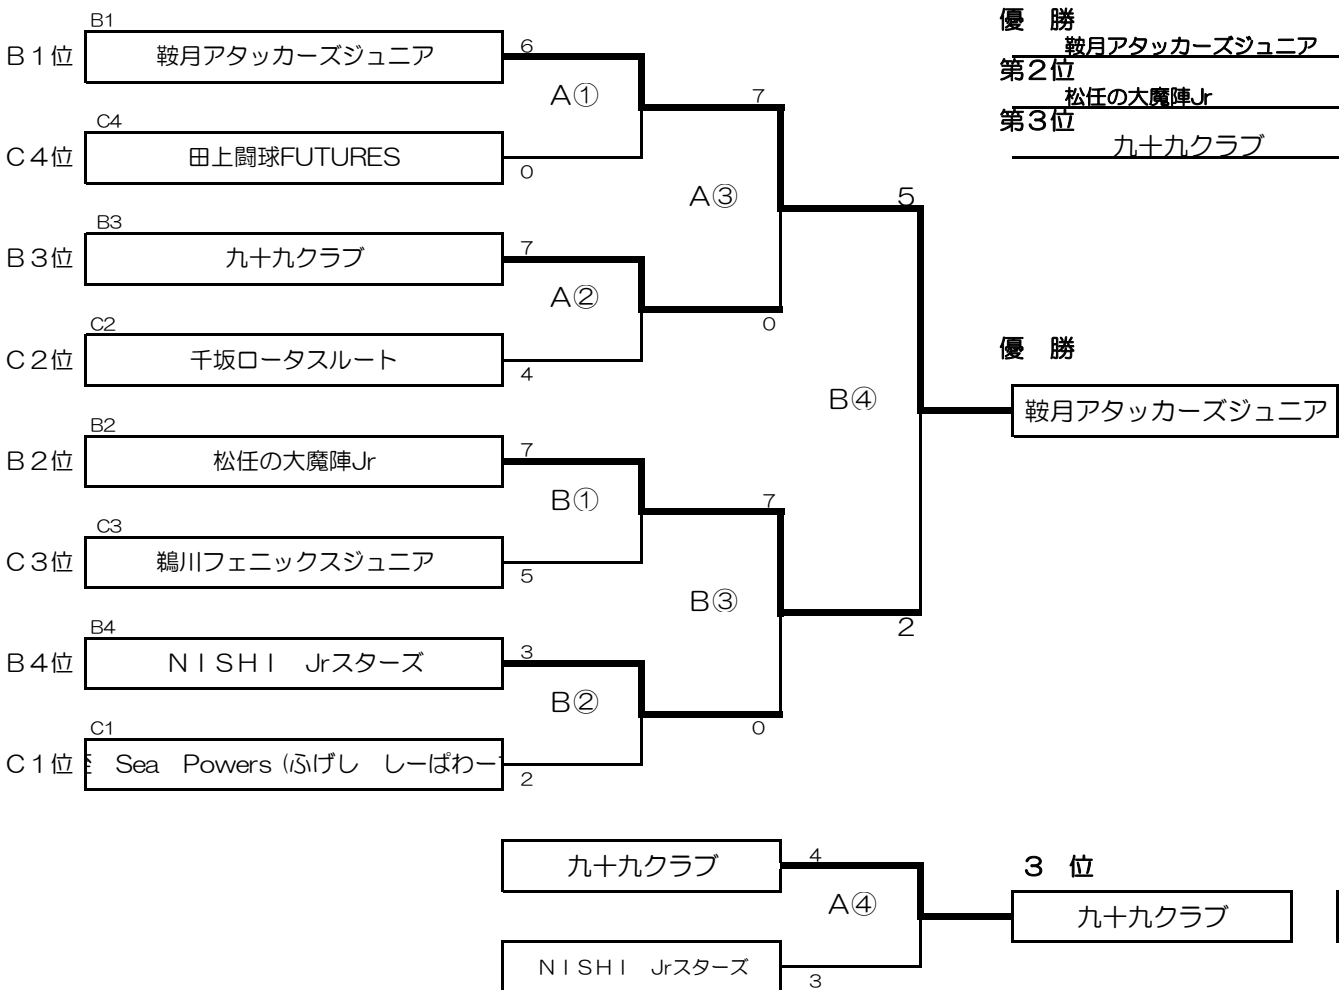 優　勝
鞍月アタッカーズジュニア
第２位
松任の大魔陣Jr
第３位
九十九クラブ
B1
Ｂ１位
鞍月アタッカーズジュニア
6
Ａ①
7
C4
Ｃ４位
田上闘球FUTURES
0
Ａ③
5
B3
Ｂ３位
九十九クラブ
7
Ａ②
0
C2
Ｃ２位
千坂ロータスルート
4
Ｂ④
優　勝
鞍月アタッカーズジュニア
B2
Ｂ２位
松任の大魔陣Jr
7
Ｂ①
7
C3
Ｃ３位
鵜川フェニックスジュニア
5
Ｂ③
2
B4
Ｂ４位
ＮＩＳＨＩ　Jrスターズ
3
Ｂ②
0
C1
Ｃ１位
Sea　Powers（ふげし　しーぱわー
2
九十九クラブ
4
Ａ④
３　位
九十九クラブ
ＮＩＳＨＩ　Jrスターズ
3